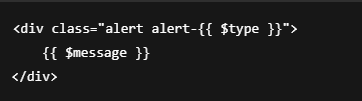 <div class="alert alert-{{ $type }}">
    {{ $message }}
</div>